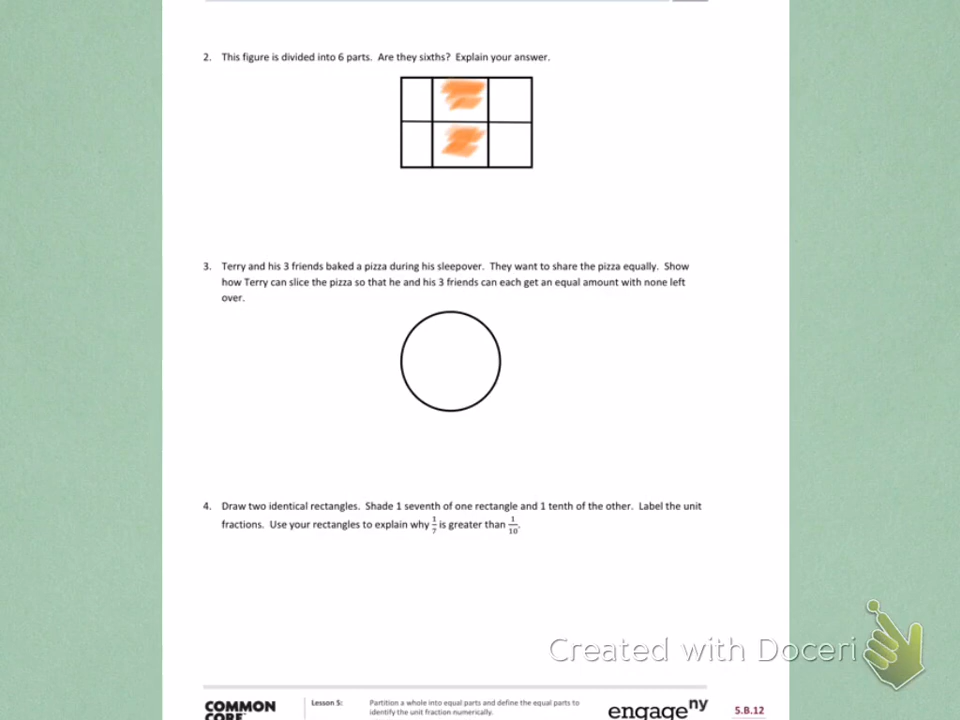 2. This figure is divided into 6 parts. Are they sixths? Explain your answer.
3. Terry and his 3 friends baked a pizza during his sleepover. They want to share the pizza equally. Show
how Terry can slice the pizza so that he and his 3 friends can each get an equal amount with none left
over.
4. Draw two identical rectangles. Shade 1 seventh of one rectangle and 1 tenth of the other. Label the unit
fractions. Use your rectangles to explain why 1/7 is greater than 1/10.
Created with Doceri
COMMON
CORE
Lesson 5:
Partition a whole into equal parts and define the equal parts to
identify the unit fraction numerically.
engage ny
5.B.12